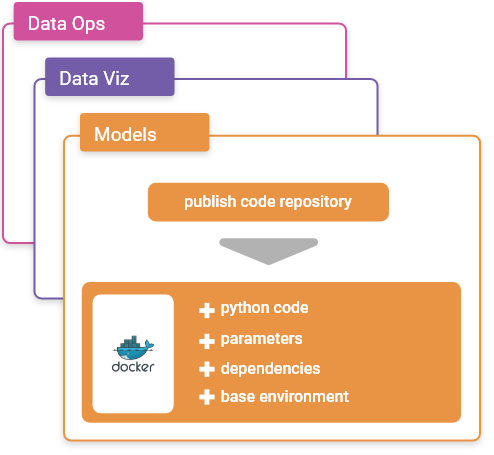 Data Ops
Data Viz
Models
publish code repository
python code
parameters
dependencies
base environment
docker